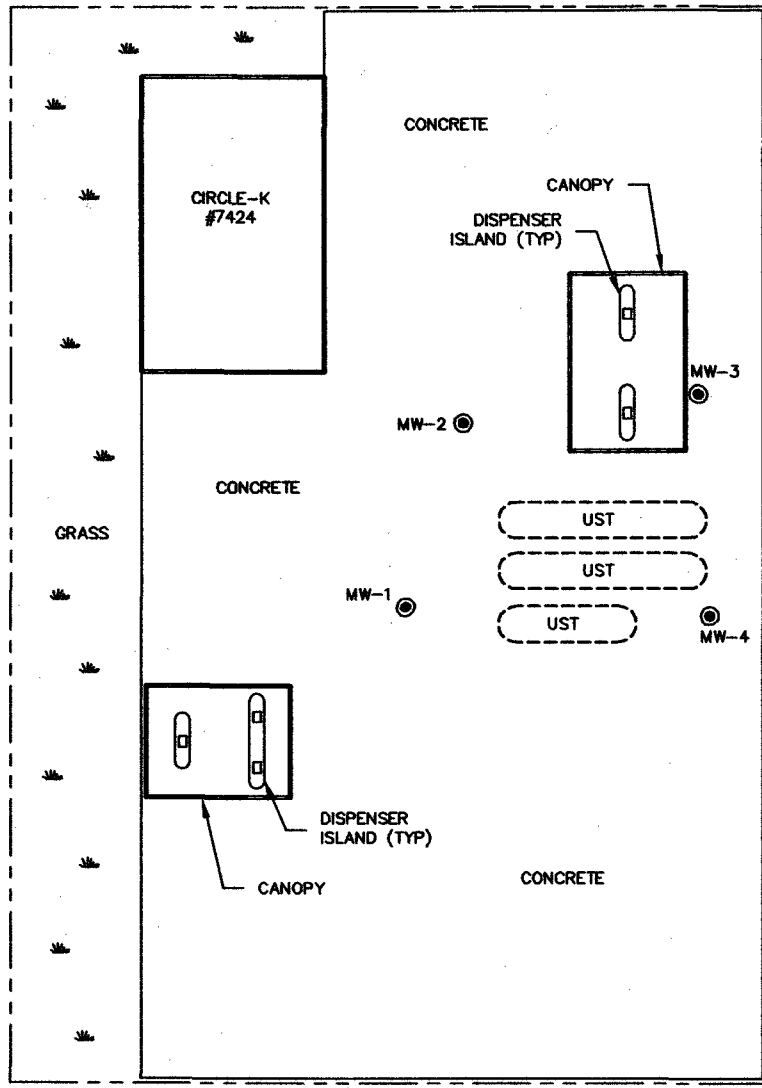 CONCRETE
CIRCLE-K
#7424
CANOPY
DISPENSER
ISLAND (TYP)
MW-3
MW-2
CONCRETE
UST
GRASS
UST
MW-1
UST
MW-4
DISPENSER
ISLAND (TYP)
CONCRETE
CANOPY